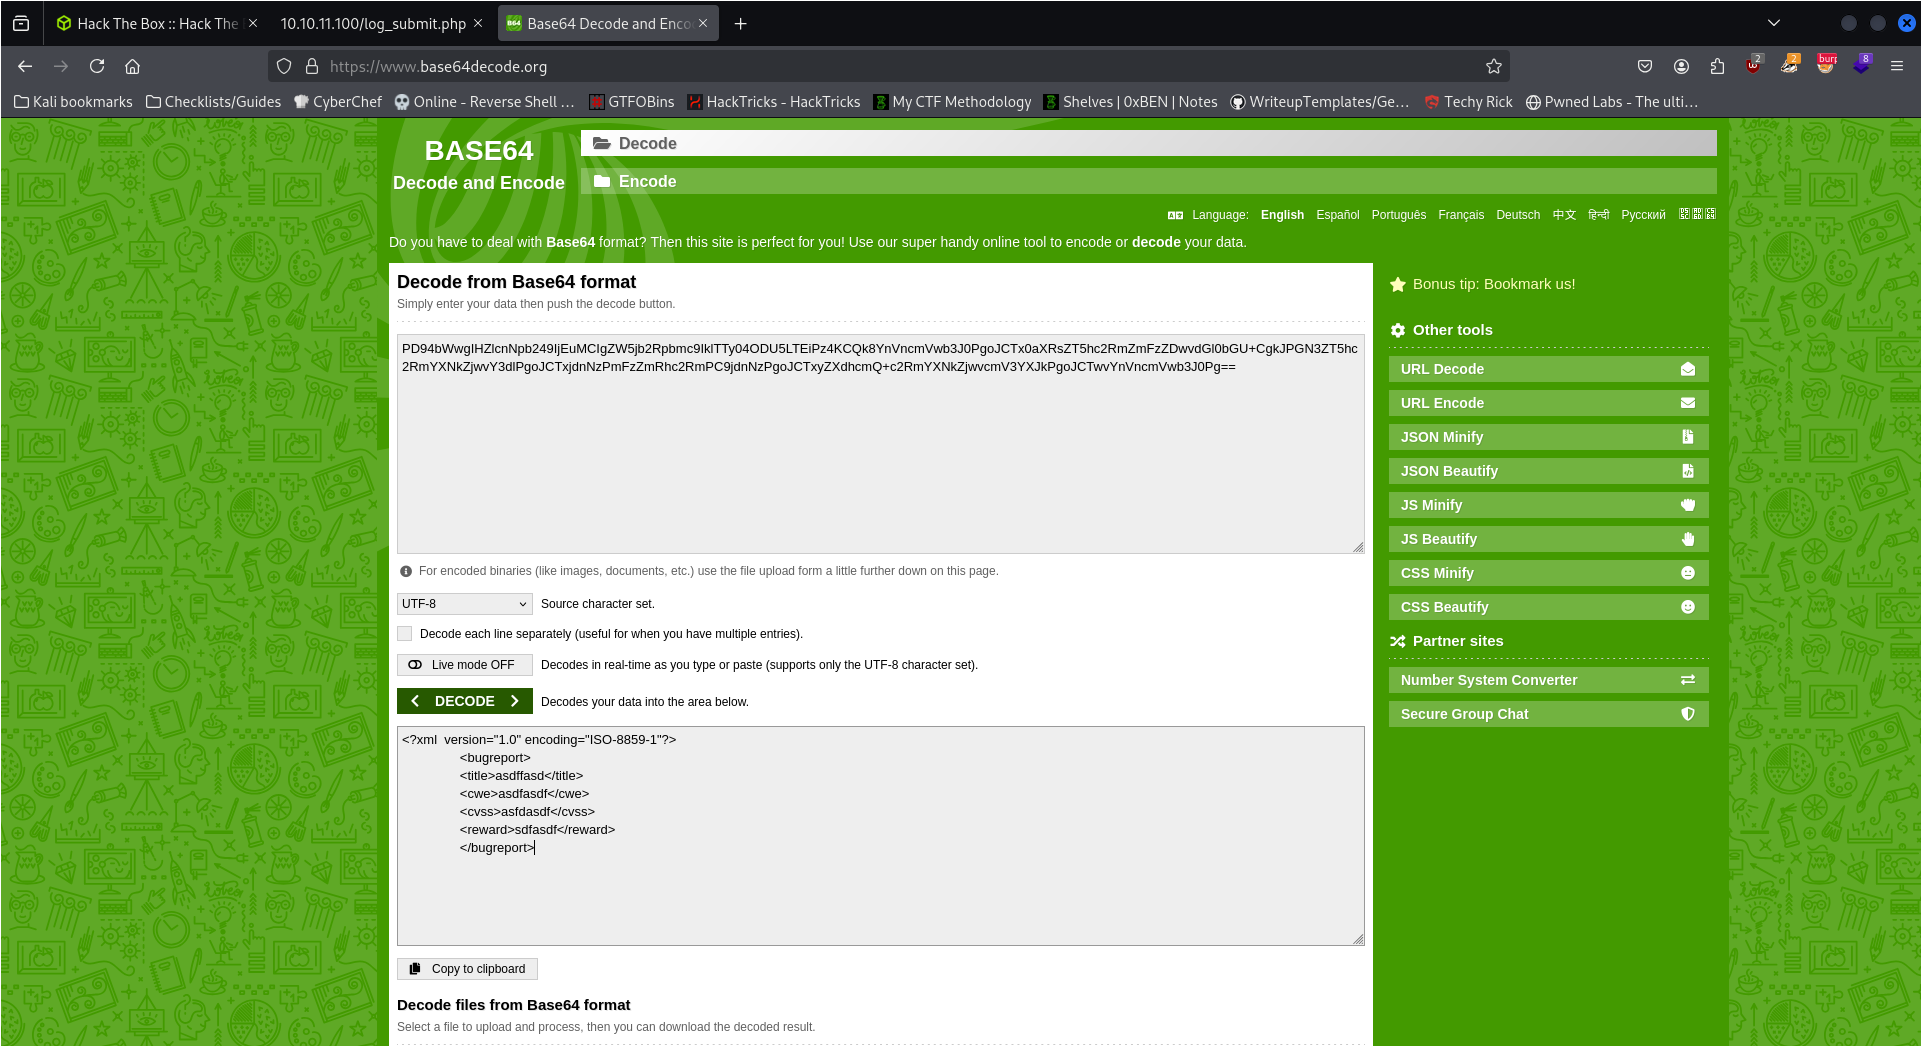 Hack The Box :: Hack The
10.10.11.100/log_submit.php
Base64 Decode and Enco
https://www.base64decode.org
2
2
burp
8
Kali bookmarks
Checklists/Guides
CyberChef
Online - Reverse Shell …
GTFOBins
HackTricks - HackTricks
My CTF Methodology
Shelves | 0xBEN | Notes
WriteupTemplates/Ge…
Techy Rick
Pwned Labs - The ulti…
BASE64
Decode and Encode
Decode
Encode
Language: English Español Português Français Deutsch 中文 हिन्दी Русский
Do you have to deal with Base64 format? Then this site is perfect for you! Use our super handy online tool to encode or decode your data.
Decode from Base64 format
Simply enter your data then push the decode button.
PD94bWwgIHZlcnNpb249IjEuMCIgZW5jb2Rpbmc9IklTTy04ODU5LTEiPz4KCQk8YnVncmVwb3J0PgoJCTx0aXRsZT5hc2RmZmFzZDwvdGl0bGU+CgkJPGN3ZT5hc
2RmYXNkZjwvY3dlPgoJCTxjdnNzPmFzZmRhc2RmPC9jdnNzPgoJCTxyZXdhcmQ+c2RmYXNkZjwvcmV3YXJkPgoJCTwvYnVncmVwb3J0Pg==
For encoded binaries (like images, documents, etc.) use the file upload form a little further down on this page.
UTF-8
Source character set.
Decode each line separately (useful for when you have multiple entries).
Live mode OFF
Decodes in real-time as you type or paste (supports only the UTF-8 character set).
DECODE
Decodes your data into the area below.
<?xml  version="1.0" encoding="ISO-8859-1"?>
<bugreport>
<title>asdffasd</title>
<cwe>asdfasdf</cwe>
<cvss>asfdasdf</cvss>
<reward>sdfasdf</reward>
</bugreport>
Copy to clipboard
Decode files from Base64 format
Select a file to upload and process, then you can download the decoded result.
Bonus tip: Bookmark us!
Other tools
URL Decode
URL Encode
JSON Minify
JSON Beautify
JS Minify
JS Beautify
CSS Minify
CSS Beautify
Partner sites
Number System Converter
Secure Group Chat